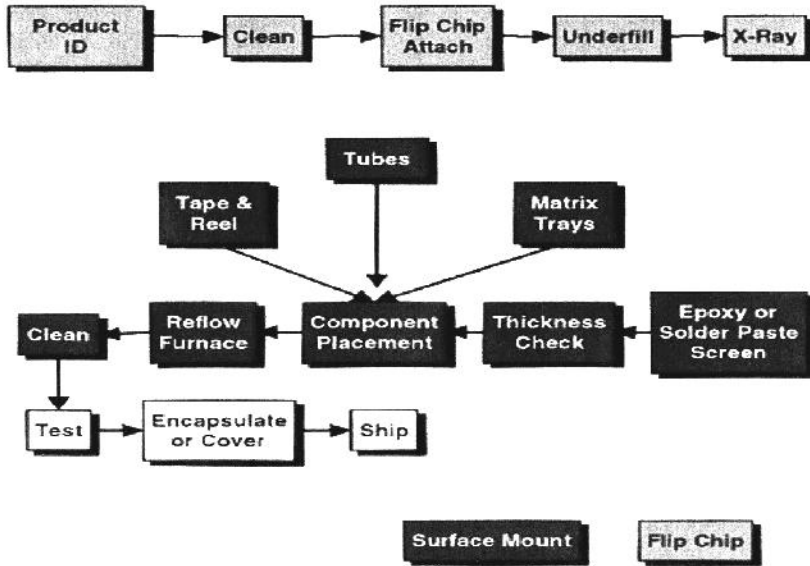 Product
ID
Clean
Flip Chip
Attach
Underfill
X-Ray
Tubes
Tape &
Reel
Matrix
Trays
Clean
Reflow
Furnace
Component
Placement
Thickness
Check
Epoxy or
Solder Paste
Screen
Test
Encapsulate
or Cover
Ship
Surface Mount
Flip Chip